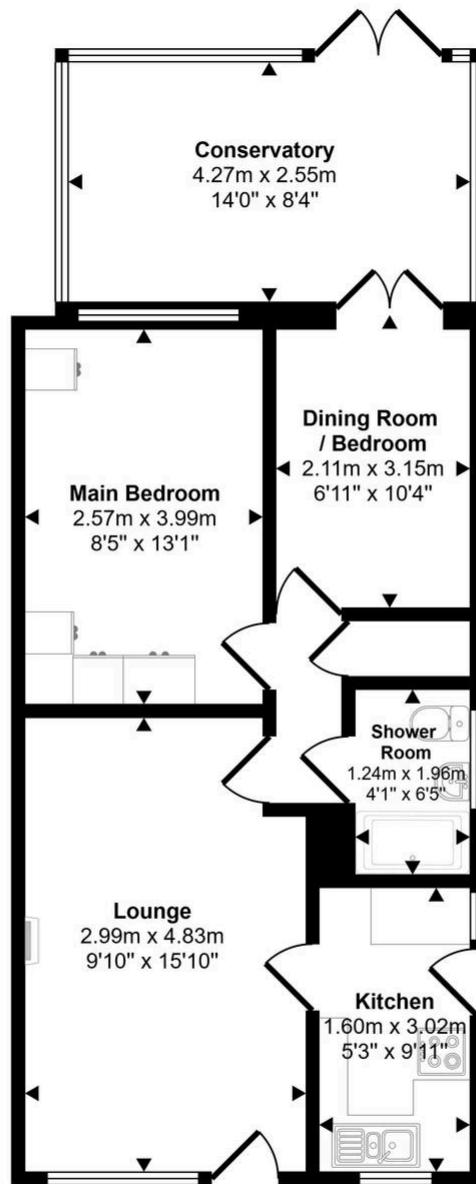 Conservatory
4.27m x 2.55m
14'0" x 8'4"
Dining Room
/ Bedroom
2.11m x 3.15m
6'11" x 10'4"
Main Bedroom
2.57m x 3.99m
8'5" x 13'1"
Shower
Room
1.24m x 1.96m
4'1" x 6'5"
Lounge
2.99m x 4.83m
9'10" x 15'10"
Kitchen
1.60m x 3.02m
5'3" x 9'11"